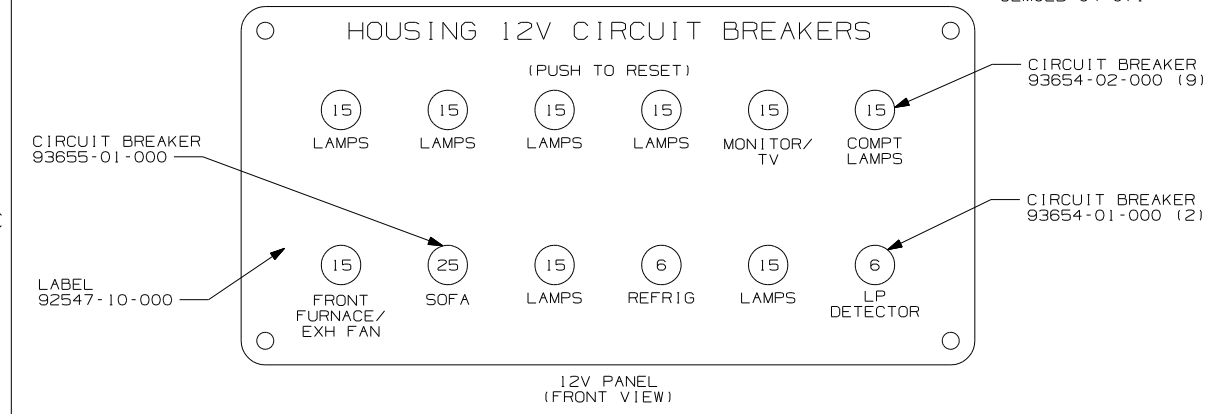 HOUSING 12V CIRCUIT BREAKERS
(PUSH TO RESET)
CIRCUIT BREAKER
93654-02-000 (9)
15 15 15 15 15 15
LAMPS LAMPS LAMPS LAMPS MONITOR/
TV COMPT
LAMPS
CIRCUIT BREAKER
93655-01-000
CIRCUIT BREAKER
93654-01-000 (2)
LABEL
92547-10-000
15 25 15 6 15 6
FRONT
FURNACE/
EXH FAN
SOFA LAMPS REFRIG LAMPS LP
DETECTOR
12V PANEL
(FRONT VIEW)